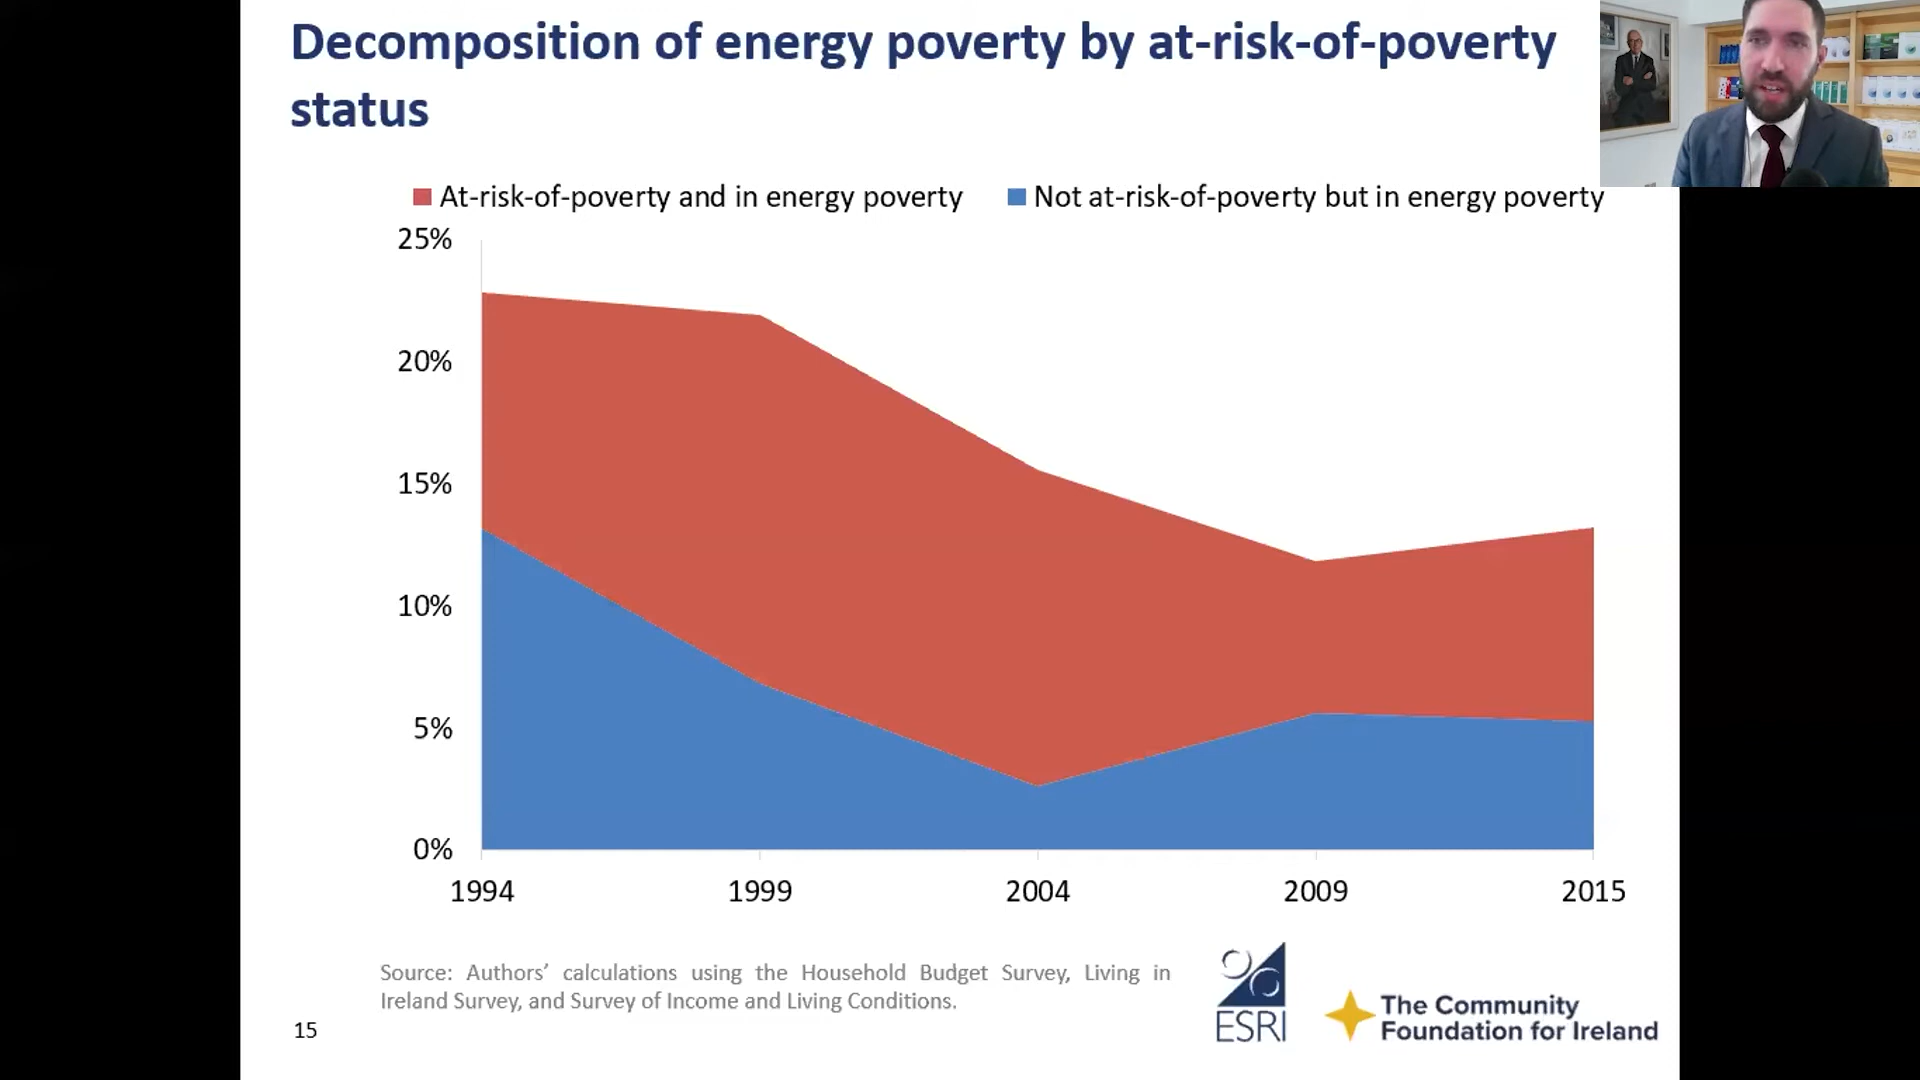 Decomposition of energy poverty by at-risk-of-poverty
status
At-risk-of-poverty and in energy poverty
Not at-risk-of-poverty but in energy poverty
25%
20%
15%
10%
5%
0%
1994
1999
2004
2009
2015
Source: Authors’ calculations using the Household Budget Survey, Living in
Ireland Survey, and Survey of Income and Living Conditions.
15
ESRI
The Community
Foundation for Ireland